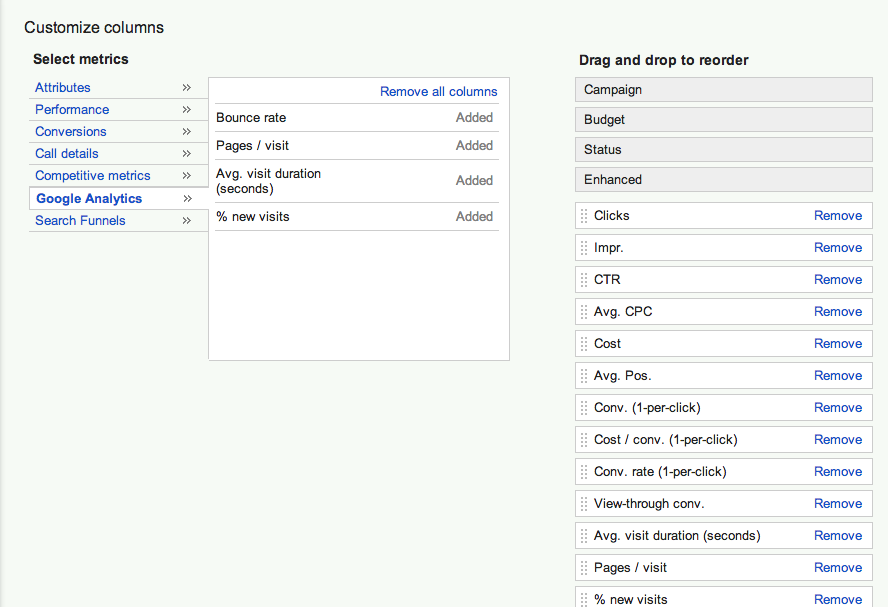 Customize columns
Select metrics
Attributes »
Performance »
Conversions »
Call details »
Competitive metrics »
Google Analytics »
Search Funnels »
Remove all columns
Bounce rate Added
Pages / visit Added
Avg. visit duration
(seconds) Added
% new visits Added
Drag and drop to reorder
Campaign
Budget
Status
Enhanced
Clicks Remove
Impr. Remove
CTR Remove
Avg. CPC Remove
Cost Remove
Avg. Pos. Remove
Conv. (1-per-click) Remove
Cost / conv. (1-per-click) Remove
Conv. rate (1-per-click) Remove
View-through conv. Remove
Avg. visit duration (seconds) Remove
Pages / visit Remove
% new visits Remove